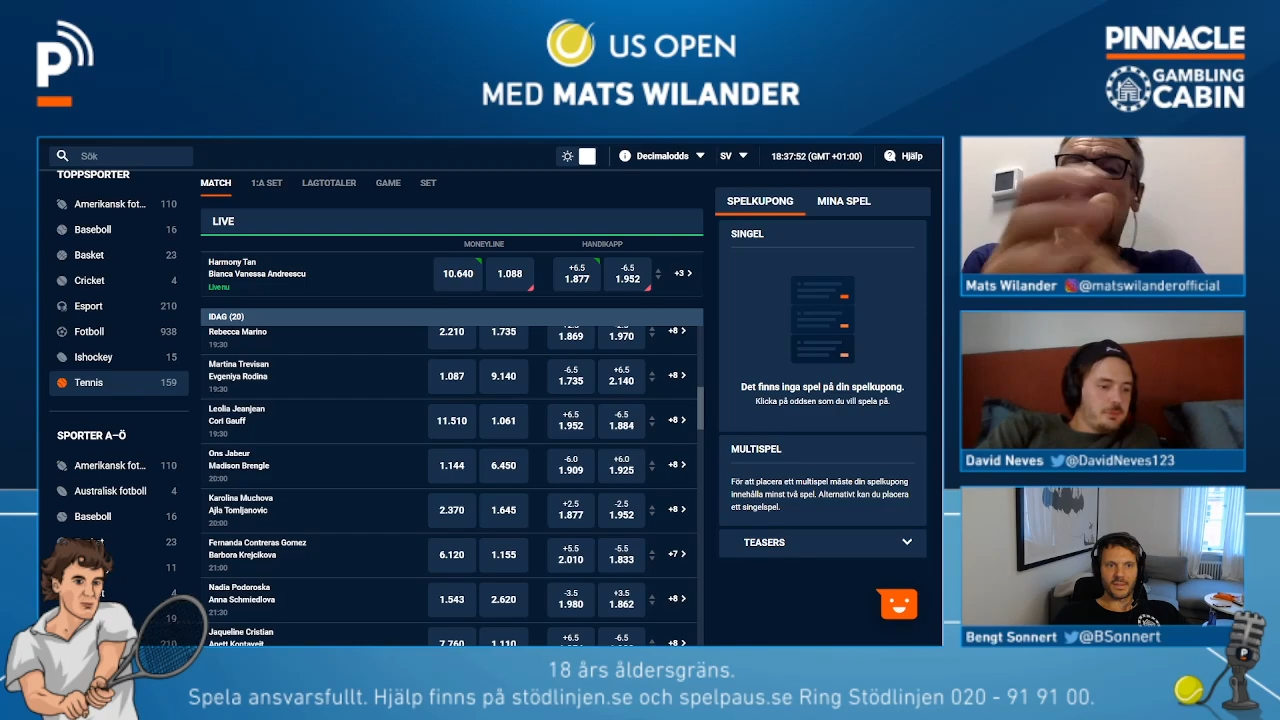 P
US OPEN
MED MATS WILANDER
PINNACLE
GAMBLING
CABIN
Sök
Decimalodds
SV
18:37:52 (GMT +01:00)
Hjälp
TOPPSPORTER
Amerikansk fot... 110
Baseboll 16
Basket 23
Cricket 4
Esport 210
Fotboll 938
Ishockey 15
Tennis 159
SPORTER A–Ö
Amerikansk fot... 110
Australisk fotboll 4
Baseboll 16
23
11
4
210
MATCH 1:A SET LAGTOTALER GAME SET
LIVE
MONEYLINE HANDIKAPP
Harmony Tan
Bianca Vanessa Andreescu
Live nu
10.640 1.088 +6.5 1.877 -6.5 1.952 +3
IDAG (20)
Rebecca Marino
19:30
2.210 1.735 1.869 1.970 +8
Martina Trevisan
Evgeniya Rodina
19:30
1.087 9.140 -6.5 1.735 +6.5 2.140 +8
Leolia Jeanjean
Cori Gauff
19:30
11.510 1.061 +6.5 1.952 -6.5 1.884 +8
Ons Jabeur
Madison Brengle
20:00
1.144 6.450 -6.0 1.909 +6.0 1.925 +8
Karolina Muchova
Ajla Tomljanovic
20:00
2.370 1.645 +2.5 1.877 -2.5 1.952 +8
Fernanda Contreras Gomez
Barbora Krejcikova
21:00
6.120 1.155 +5.5 2.010 -5.5 1.833 +7
Nadia Podoroska
Anna Schmiedlova
21:30
1.543 2.620 -3.5 1.980 +3.5 1.862 +8
Jaqueline Cristian
Anett Kontaveit
7.760 1.110 +6.5 -6.5 +8
SPELKUPONG MINA SPEL
SINGEL
Det finns inga spel på din spelkupong.
Klicka på oddsen som du vill spela på.
MULTISPEL
För att placera ett multispel måste din spelkupong
innehålla minst två spel. Alternativt kan du placera
ett singelspel.
TEASERS
Mats Wilander @matswilanderofficial
David Neves @DavidNeves123
Bengt Sonnert @BSonnert
P
18 års åldersgräns.
Spela ansvarsfullt. Hjälp finns på stödlinjen.se och spelpaus.se Ring Stödlinjen 020 - 91 91 00.